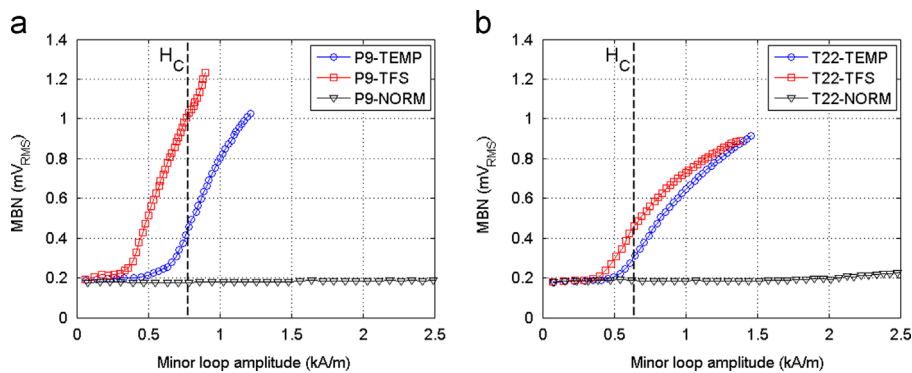 a
1.4
1.2
1
0.8
0.6
0.4
0.2
0
MBN (mV_RMS)
H_C
P9-TEMP
P9-TFS
P9-NORM
0
0.5
1
1.5
2
2.5
Minor loop amplitude (kA/m)
b
1.4
1.2
1
0.8
0.6
0.4
0.2
0
MBN (mV_RMS)
H_C
T22-TEMP
T22-TFS
T22-NORM
0
0.5
1
1.5
2
2.5
Minor loop amplitude (kA/m)